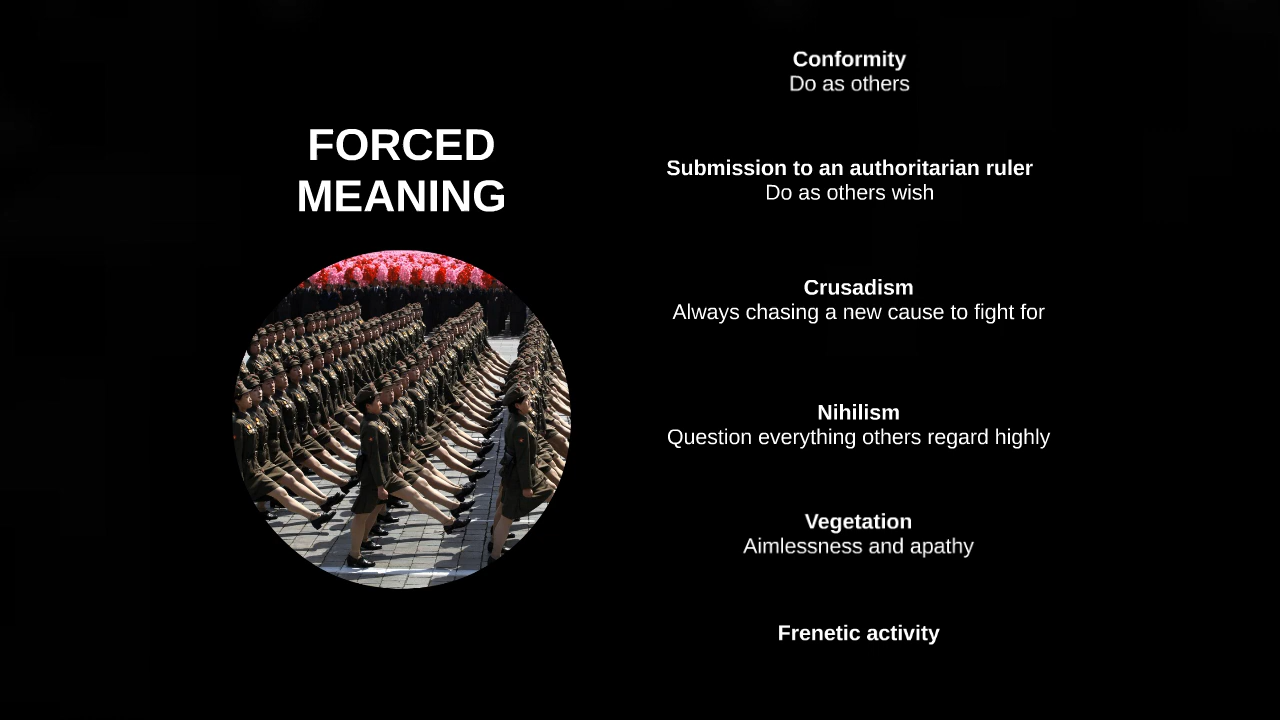 FORCED
MEANING
Conformity
Do as others
Submission to an authoritarian ruler
Do as others wish
Crusadism
Always chasing a new cause to fight for
Nihilism
Question everything others regard highly
Vegetation
Aimlessness and apathy
Frenetic activity